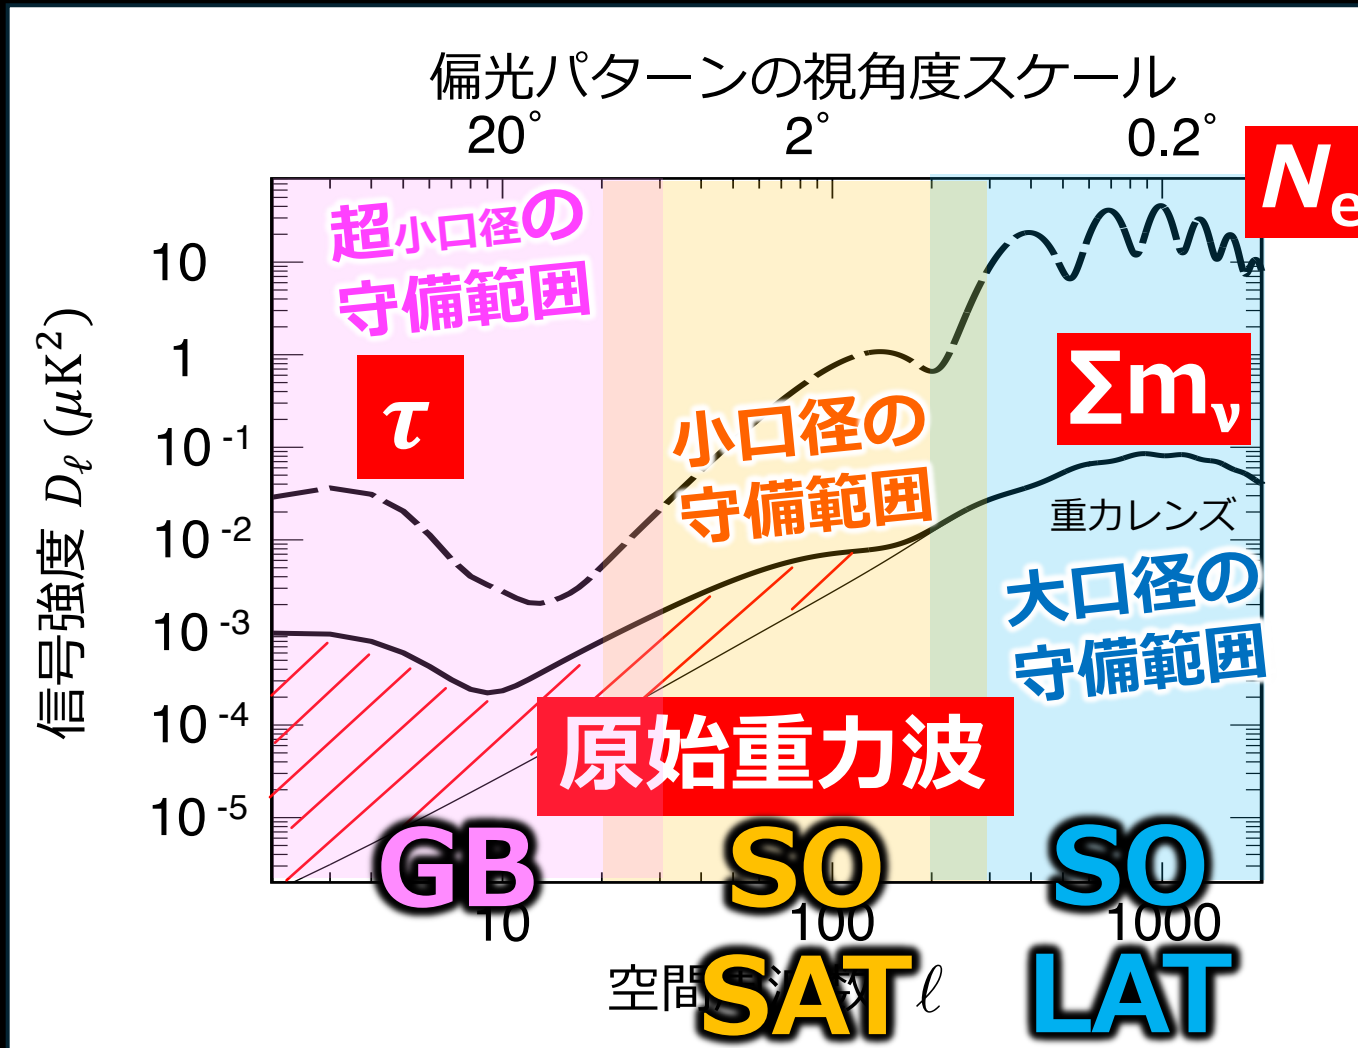 偏光パターンの視角度スケール
20° 2° 0.2°
N e
超小口径の
守備範囲
10
1
10 -1
10 -2
10 -3
10 -4
10 -5
信号強度 Dℓ (μK²)
τ
Σmν
小口径の
守備範囲
重力レンズ
大口径の
守備範囲
原始重力波
GB SO SO
10 100 1000
SAT LAT
空間 数 ℓ